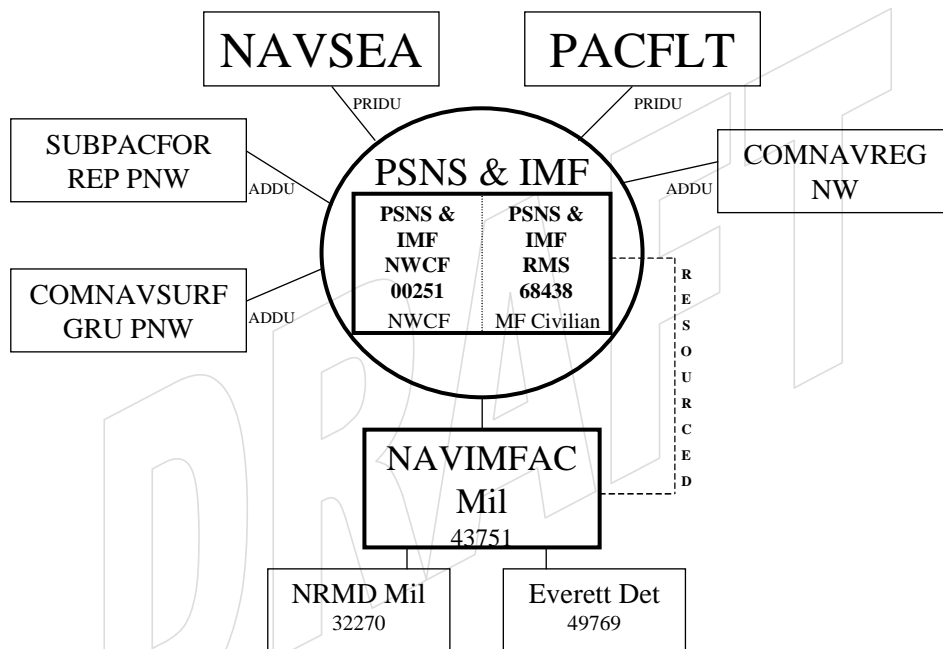 NAVSEA
PACFLT
PRIDU
PRIDU
SUBPACFOR
REP PNW
ADDU
COMNAVREG
NW
ADDU
PSNS & IMF
PSNS &
IMF
NWCF
00251
NWCF
PSNS &
IMF
RMS
68438
MF Civilian
COMNAVSURF
GRU PNW
ADDU
R
E
S
O
U
R
C
E
D
NAVIMFAC
Mil
43751
NRMD Mil
32270
Everett Det
49769
DRAFT